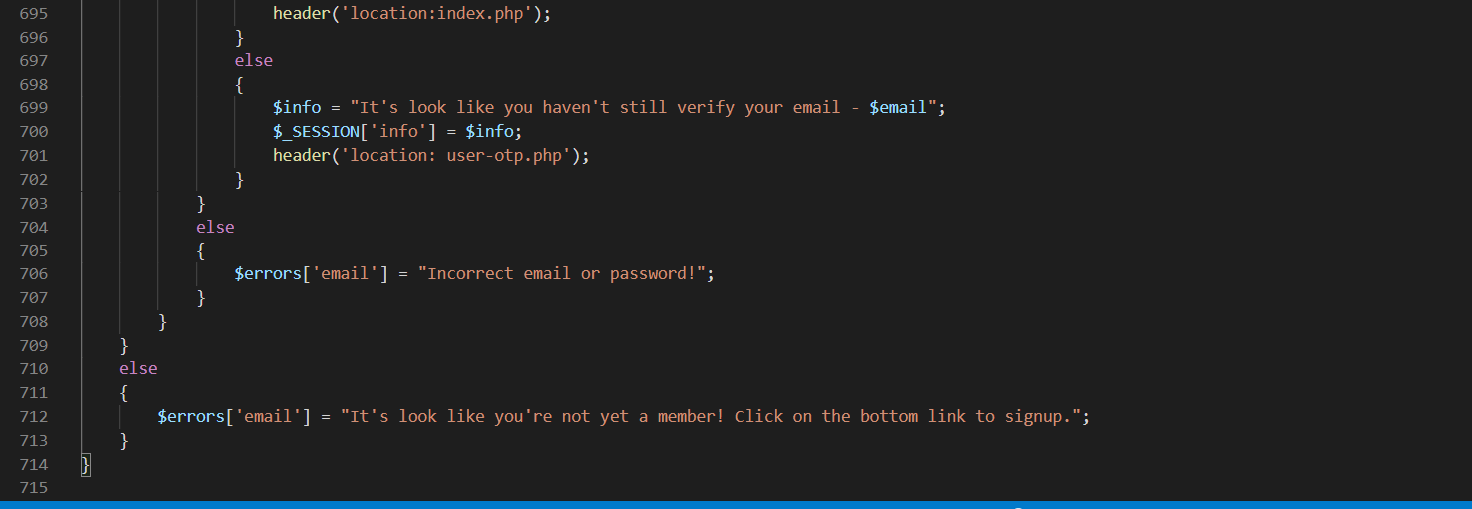 695 header('location:index.php');
696 }
697 else
698 {
699 $info = "It's look like you haven't still verify your email - $email";
700 $_SESSION['info'] = $info;
701 header('location: user-otp.php');
702 }
703 }
704 else
705 {
706 $errors['email'] = "Incorrect email or password!";
707 }
708 }
709 }
710 else
711 {
712 $errors['email'] = "It's look like you're not yet a member! Click on the bottom link to signup.";
713 }
714 }
715